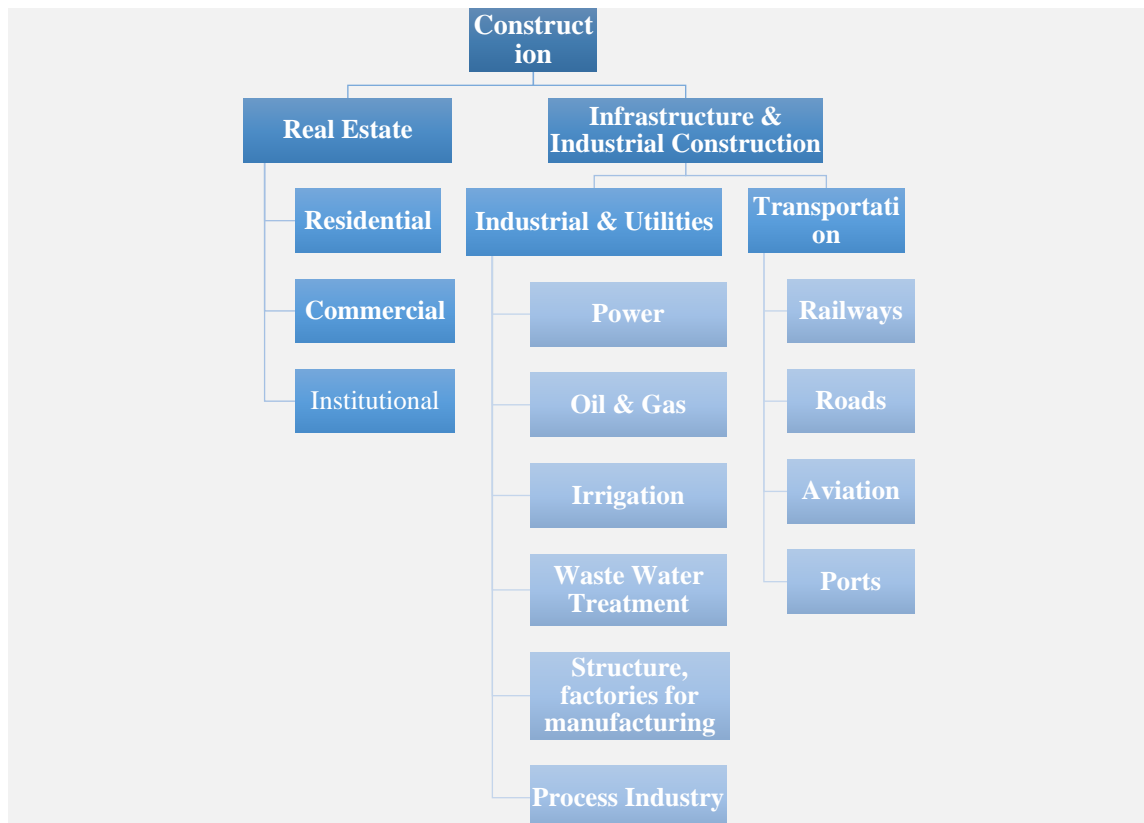 Construct
ion
Real Estate
Infrastructure &
Industrial Construction
Residential
Commercial
Institutional
Industrial & Utilities
Power
Oil & Gas
Irrigation
Waste Water
Treatment
Structure,
factories for
manufacturing
Process Industry
Transportati
on
Railways
Roads
Aviation
Ports